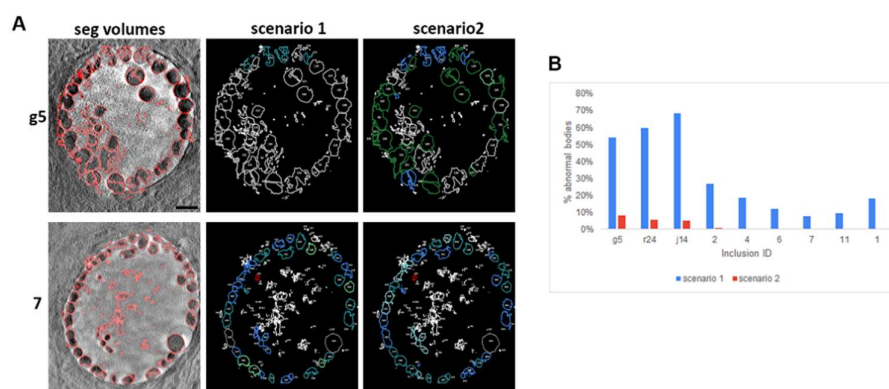 A
seg volumes
scenario 1
scenario2
g5
7
B
80%
70%
60%
50%
40%
30%
20%
10%
0%
% abnormal bodies
g5 r24 j14 2 4 6 7 11 1
Inclusion ID
scenario 1 scenario 2